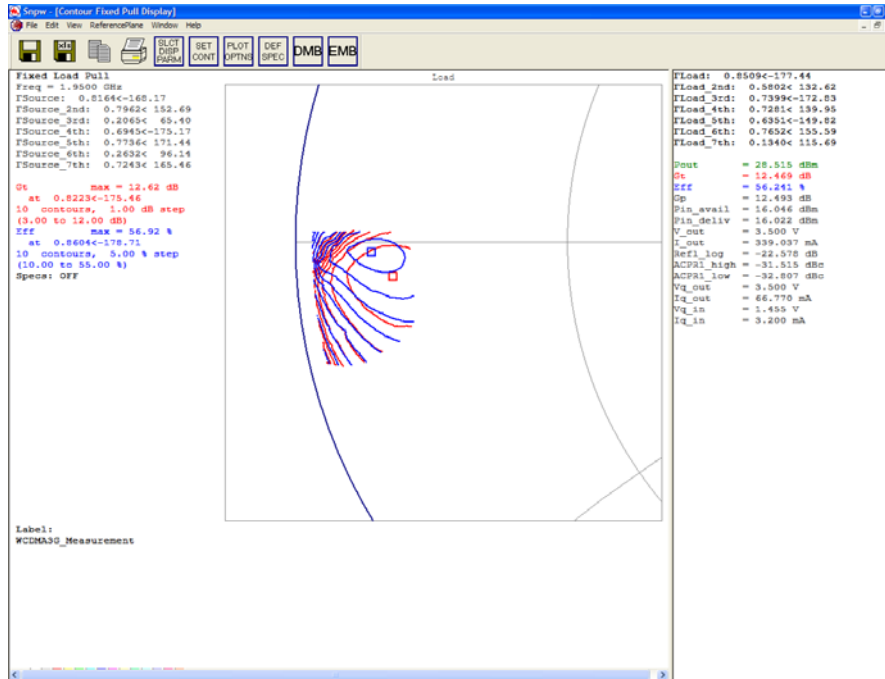 Snpw - [Contour Fixed Pull Display]
File Edit View ReferencePlane Window Help
SLCT DISP PARM
SET CONT
PLOT OPTNS
DEF SPEC
DMB
EMB
Fixed Load Pull
Freq = 1.9500 GHz
ΓSource: 0.8164<-168.17
ΓSource_2nd: 0.7962< 152.69
ΓSource_3rd: 0.2065< 65.40
ΓSource_4th: 0.6945<-175.17
ΓSource_5th: 0.7736< 171.44
ΓSource_6th: 0.2632< 96.14
ΓSource_7th: 0.7243< 165.46
Gt max = 12.62 dB
at 0.8223<-175.46
10 contours, 1.00 dB step
(3.00 to 12.00 dB)
Eff max = 56.92 %
at 0.8604<-178.71
10 contours, 5.00 % step
(10.00 to 55.00 %)
Specs: OFF
Load
Label:
WCDMA3G_Measurement
ΓLoad: 0.8509<-177.44
ΓLoad_2nd: 0.5802< 132.62
ΓLoad_3rd: 0.7399<-172.83
ΓLoad_4th: 0.7281< 139.95
ΓLoad_5th: 0.6351<-149.82
ΓLoad_6th: 0.7652< 155.59
ΓLoad_7th: 0.1340< 115.69
Pout = 28.515 dBm
Gt = 12.469 dB
Eff = 56.241 %
Gp = 12.493 dB
Pin_avail = 16.046 dBm
Pin_deliv = 16.022 dBm
V_out = 3.500 V
I_out = 339.037 mA
Refl_log = -22.578 dB
ACPR1_high = -31.515 dBc
ACPR1_low = -32.807 dBc
Vq_out = 3.500 V
Iq_out = 66.770 mA
Vq_in = 1.455 V
Iq_in = 3.200 mA